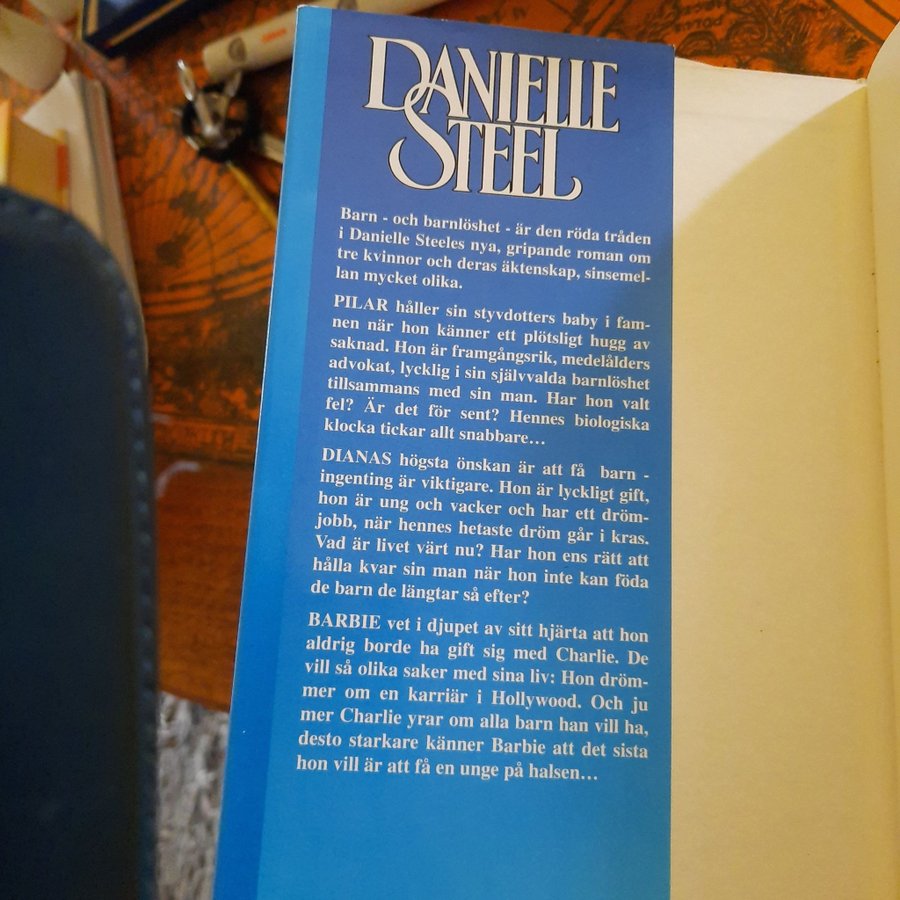 DANIELLE
STEEL
Barn - och barnlöshet - är den röda tråden
i Danielle Steeles nya, gripande roman om
tre kvinnor och deras äktenskap, sinsemel-
lan mycket olika.
PILAR håller sin styvdotters baby i fam-
nen när hon känner ett plötsligt hugg av
saknad. Hon är framgångsrik, medelålders
advokat, lycklig i sin självvalda barnlöshet
tillsammans med sin man. Har hon valt
fel? Är det för sent? Hennes biologiska
klocka tickar allt snabbare...
DIANAS högsta önskan är att få barn -
ingenting är viktigare. Hon är lyckligt gift,
hon är ung och vacker och har ett dröm-
jobb, när hennes hetaste dröm går i kras.
Vad är livet värt nu? Har hon ens rätt att
hålla kvar sin man när hon inte kan föda
de barn de längtar så efter?
BARBIE vet i djupet av sitt hjärta att hon
aldrig borde ha gift sig med Charlie. De
vill så olika saker med sina liv: Hon dröm-
mer om en karriär i Hollywood. Och ju
mer Charlie yrar om alla barn han vill ha,
desto starkare känner Barbie att det sista
hon vill är att få en unge på halsen...